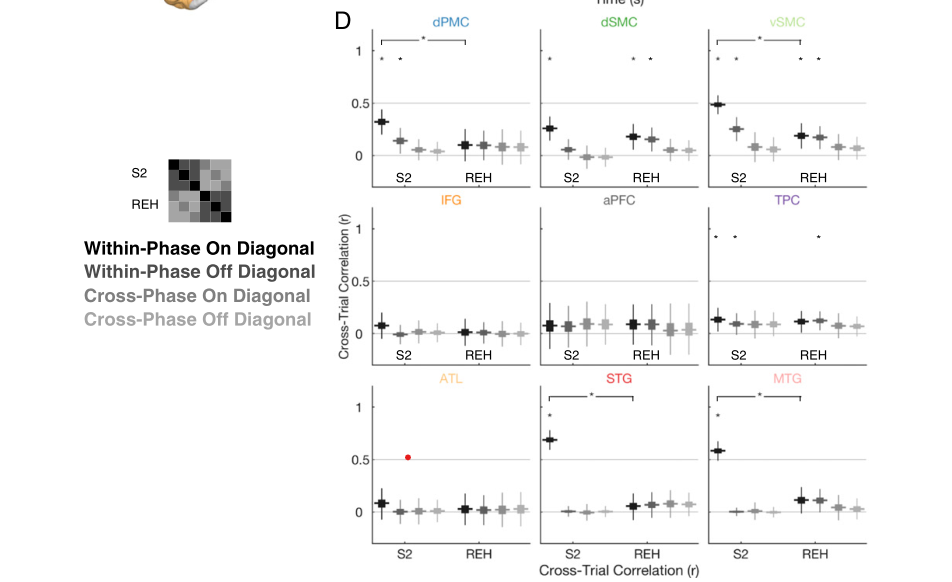 Time (s)
D
dPMC
dSMC
vSMC
1
*
*
*
*
*
*
*
*
*
*
*
0.5
0
S2
REH
S2
REH
S2
REH
S2
REH
IFG
aPFC
TPC
Within-Phase On Diagonal
Within-Phase Off Diagonal
Cross-Phase On Diagonal
Cross-Phase Off Diagonal
Cross-Trial Correlation (r)
1
*
*
*
0.5
0
S2
REH
S2
REH
S2
REH
ATL
STG
MTG
1
*
*
*
*
0.5
0
S2
REH
S2
REH
S2
REH
Cross-Trial Correlation (r)